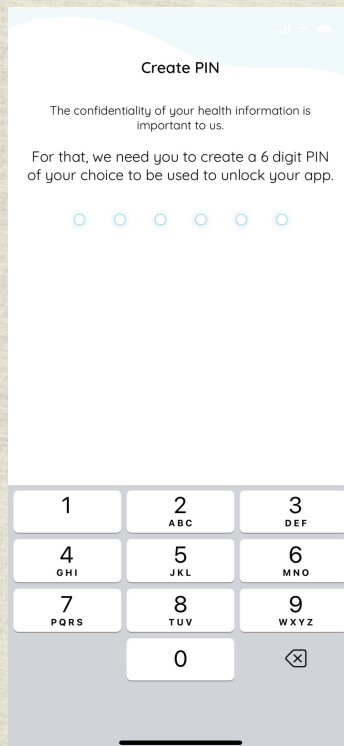 Create PIN
The confidentiality of your health information is
important to us.
For that, we need you to create a 6 digit PIN
of your choice to be used to unlock your app.
1
2
3
ABC
DEF
4
5
6
GHI
JKL
MNO
7
8
9
PQRS
TUV
WXYZ
0